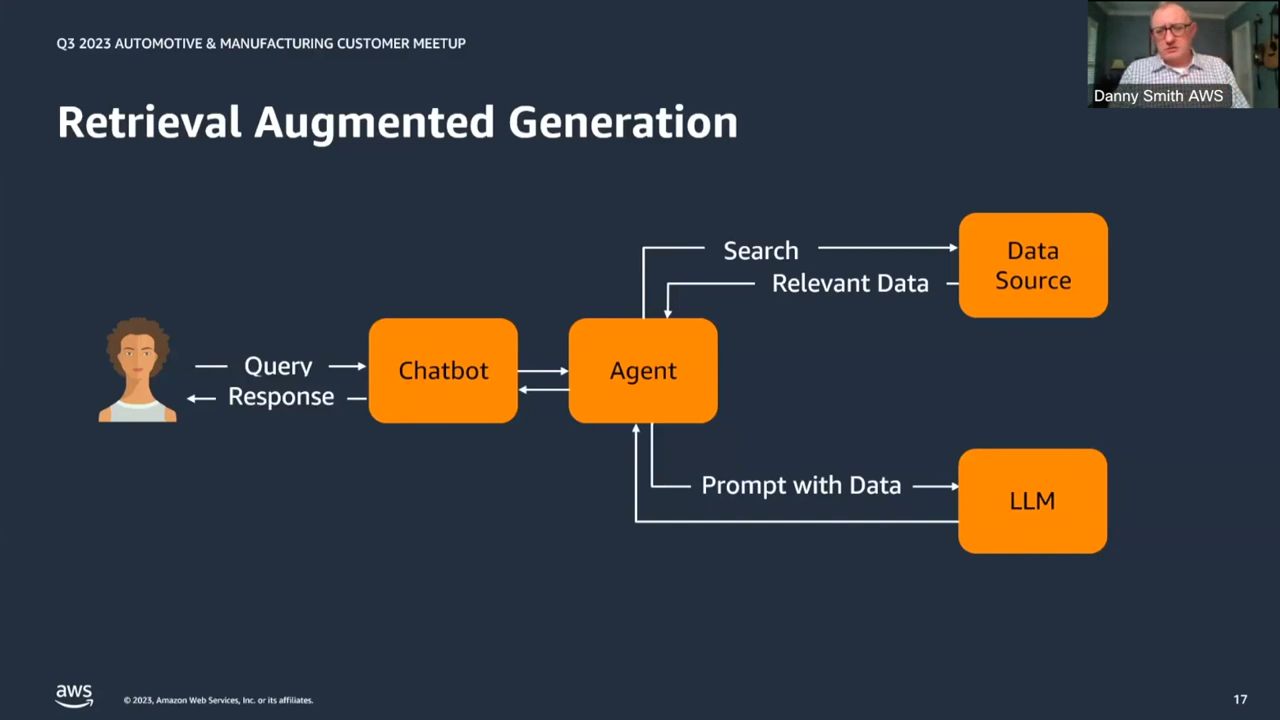 Q3 2023 AUTOMOTIVE & MANUFACTURING CUSTOMER MEETUP
Danny Smith AWS
Retrieval Augmented Generation
Search
Relevant Data
Data
Source
Query
Response
Chatbot
Agent
Prompt with Data
LLM
aws
© 2023, Amazon Web Services, Inc. or its affiliates.
17